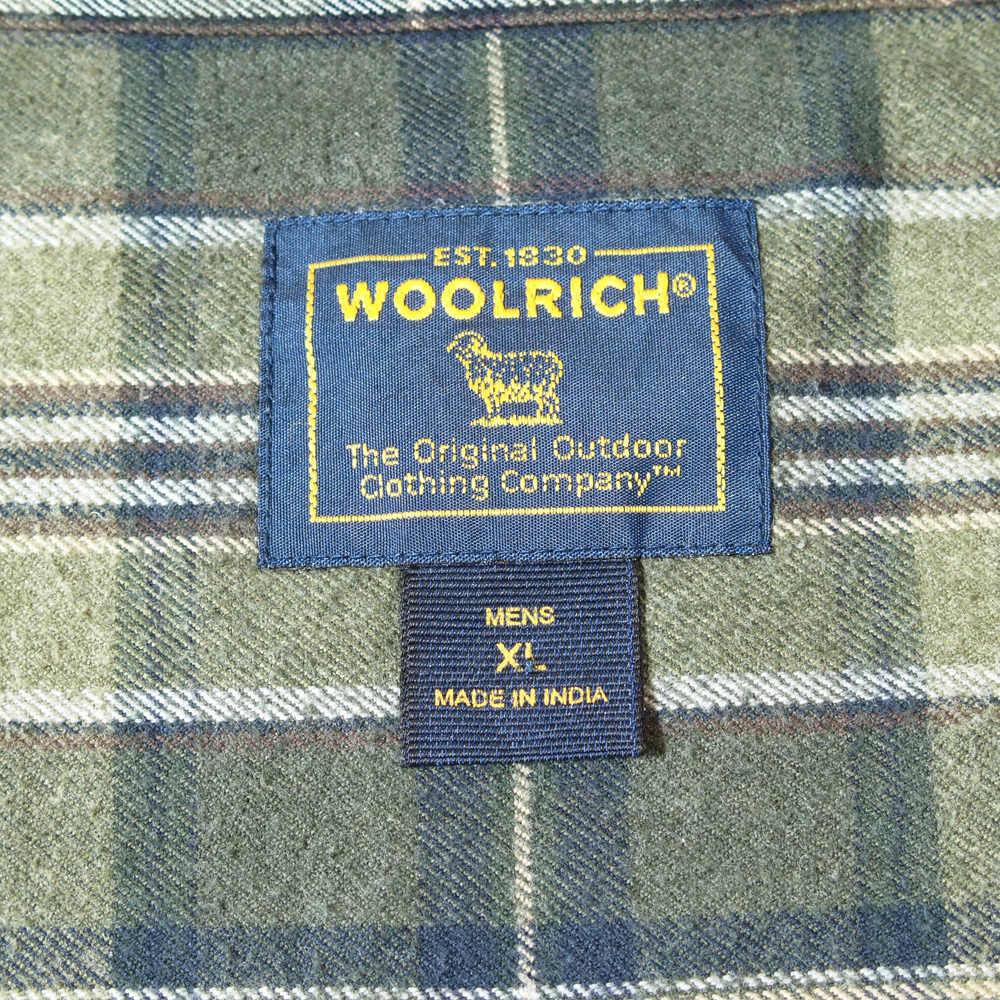 EST. 1830
WOOLRICH®
The Original Outdoor
Clothing Company™
MENS
XL
MADE IN INDIA